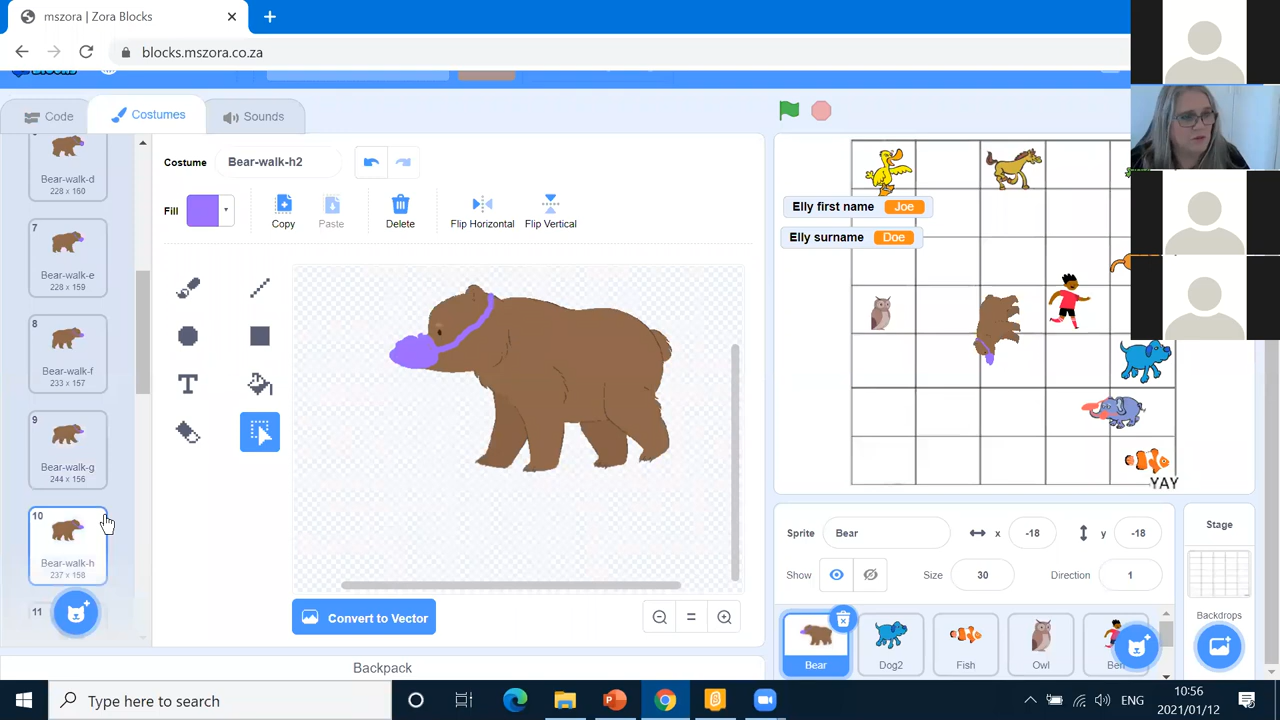 mszora | Zora Blocks
blocks.mszora.co.za
Code
Costumes
Sounds
Bear-walk-d
228 x 160
7
Bear-walk-e
228 x 159
8
Bear-walk-f
233 x 157
9
Bear-walk-g
244 x 156
10
Bear-walk-h
237 x 158
11
Costume
Bear-walk-h2
Fill
Copy
Paste
Delete
Flip Horizontal
Flip Vertical
T
Convert to Vector
Backpack
Elly first name Joe
Elly surname Doe
YAY
Sprite
Bear
x
-18
y
-18
Show
Size
30
Direction
1
Bear
Dog2
Fish
Owl
Ben
Stage
Backdrops
Type here to search
ENG
10:56
2021/01/12